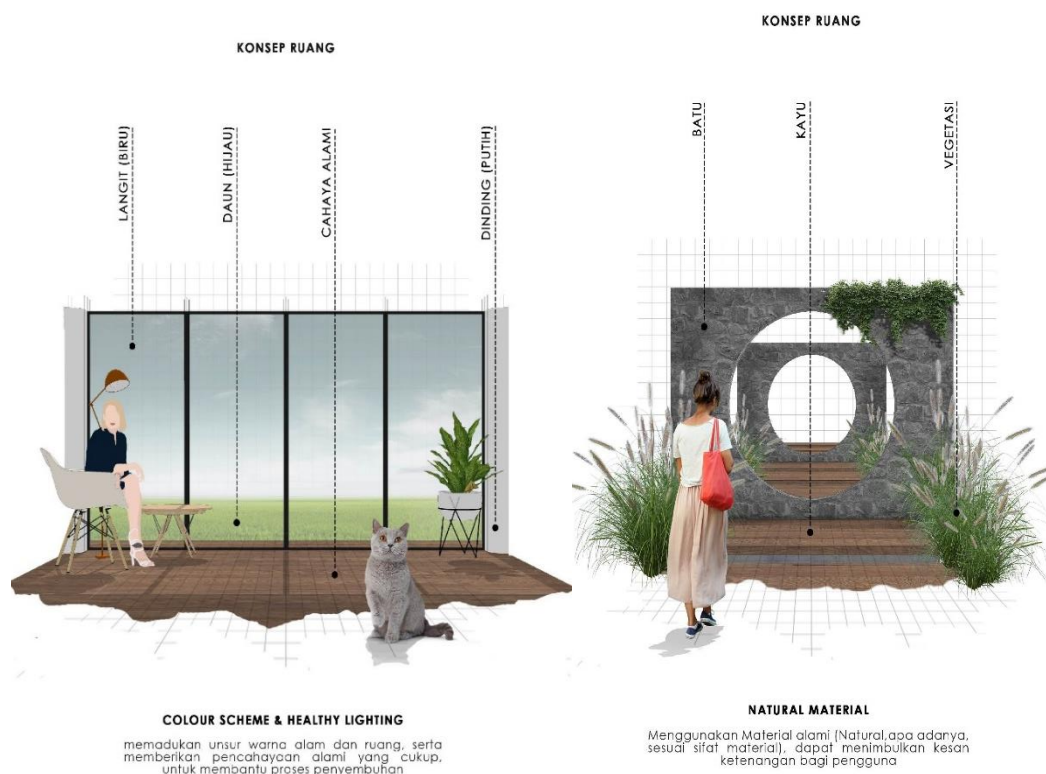 KONSEP RUANG
LANGIT (BIRU)
DAUN (HIJAU)
CAHAYA ALAMI
DINDING (PUTIH)
COLOUR SCHEME & HEALTHY LIGHTING
memadukan unsur warna alam dan ruang, serta
memberikan pencahayaan alami yang cukup,
untuk membantu proses penyembuhan
KONSEP RUANG
BATU
KAYU
VEGETASI
NATURAL MATERIAL
Menggunakan Material alami (Natural,apa adanya,
sesuai sifat material), dapat menimbulkan kesan
ketenangan bagi pengguna